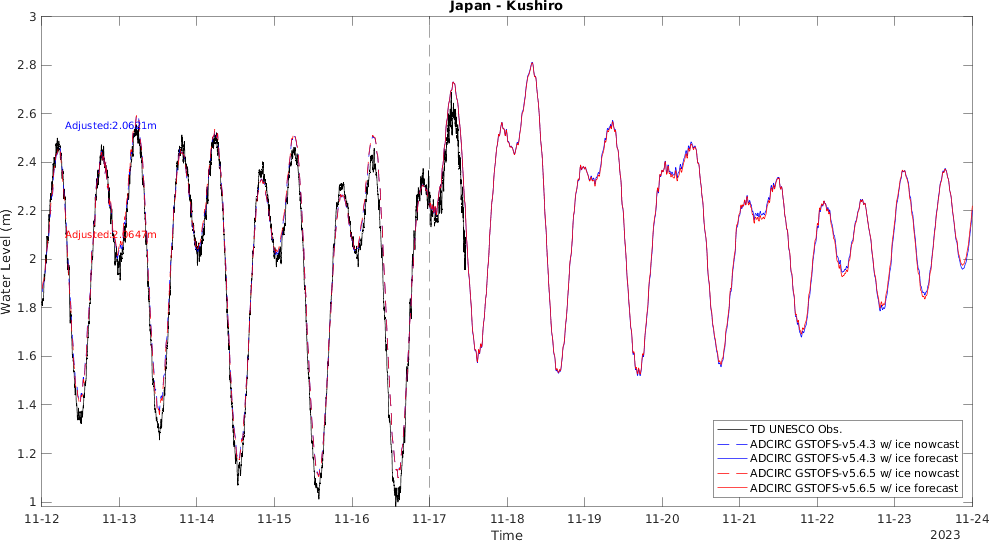 Japan - Kushiro
Water Level (m)
3
2.8
2.6
2.4
2.2
2
1.8
1.6
1.4
1.2
1
Adjusted:2.0647m
TD UNESCO Obs.
ADCIRC GSTOFS-v5.4.3 w/ ice nowcast
ADCIRC GSTOFS-v5.4.3 w/ ice forecast
ADCIRC GSTOFS-v5.6.5 w/ ice nowcast
ADCIRC GSTOFS-v5.6.5 w/ ice forecast
11-12 11-13 11-14 11-15 11-16 11-17 11-18 11-19 11-20 11-21 11-22 11-23 11-24
Time
2023